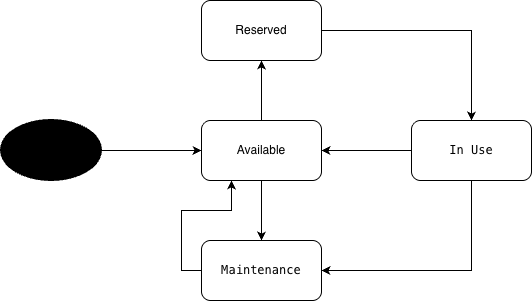 Reserved
Available
In Use
Maintenance